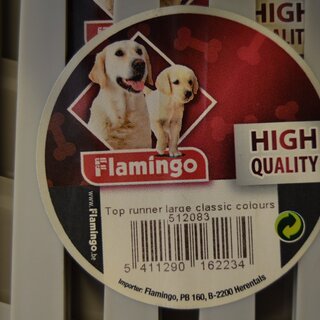 HIGH
Flamingo
HIGH
QUALITY
www.Flamingo.be
Top runner large classic colours
512083
5 411290 162234
Importer: Flamingo, PB 160, B-2200 Herentals